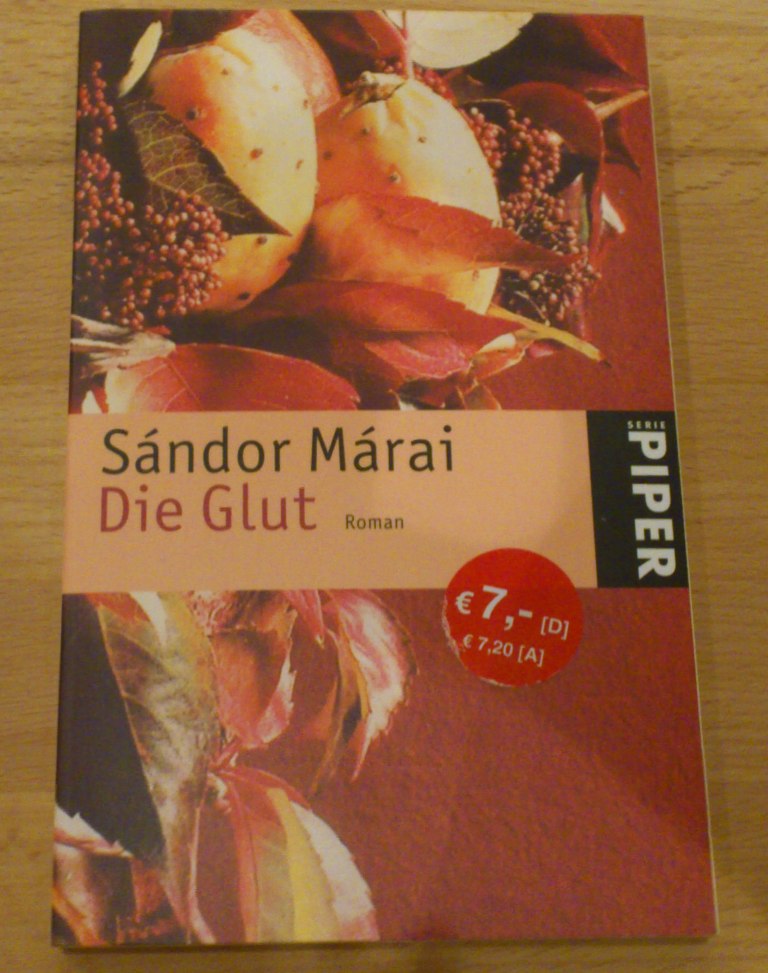 Sándor Márai
Die Glut Roman
SERIE
PIPER
€ 7,- [D]
€ 7,20 [A]